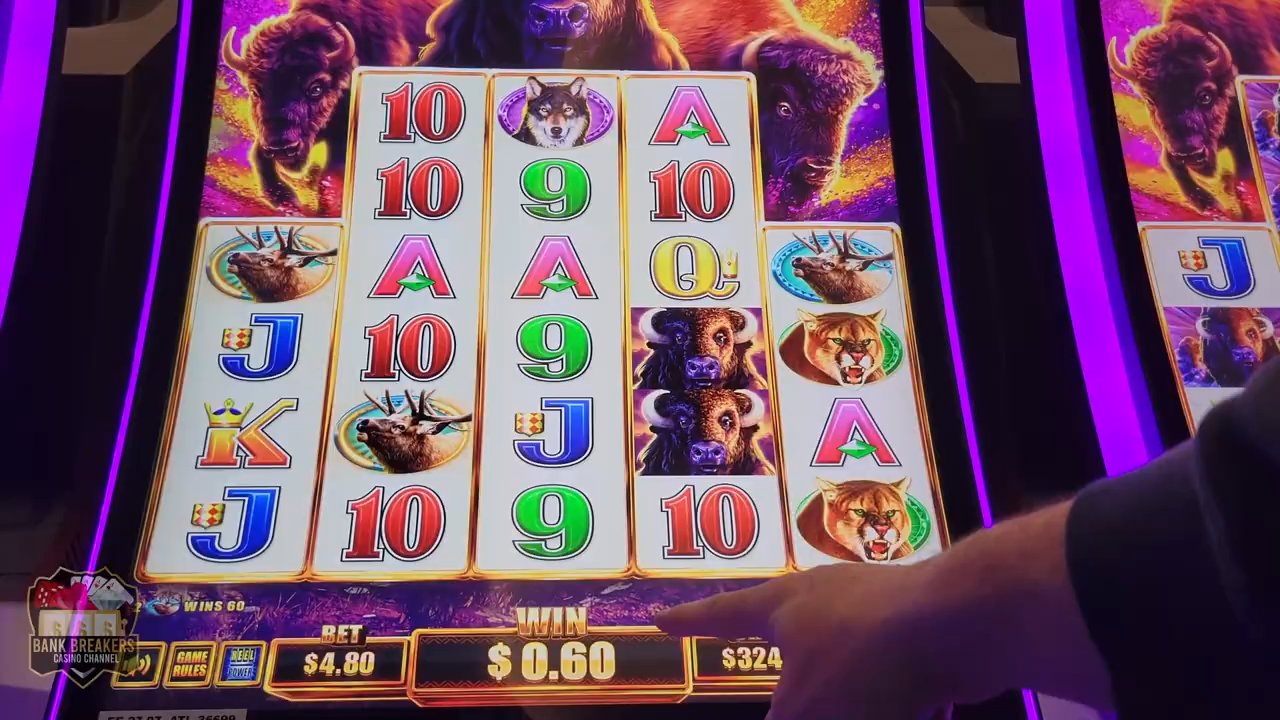 10 A
10 9 10
A A Q
J 10 9
K J A
J 10 9 10
J
WINS 60
WIN
BET
$4.80
$0.60
$324
GAME
RULES
REEL
POWER
BANK BREAKERS
CASINO CHANNEL